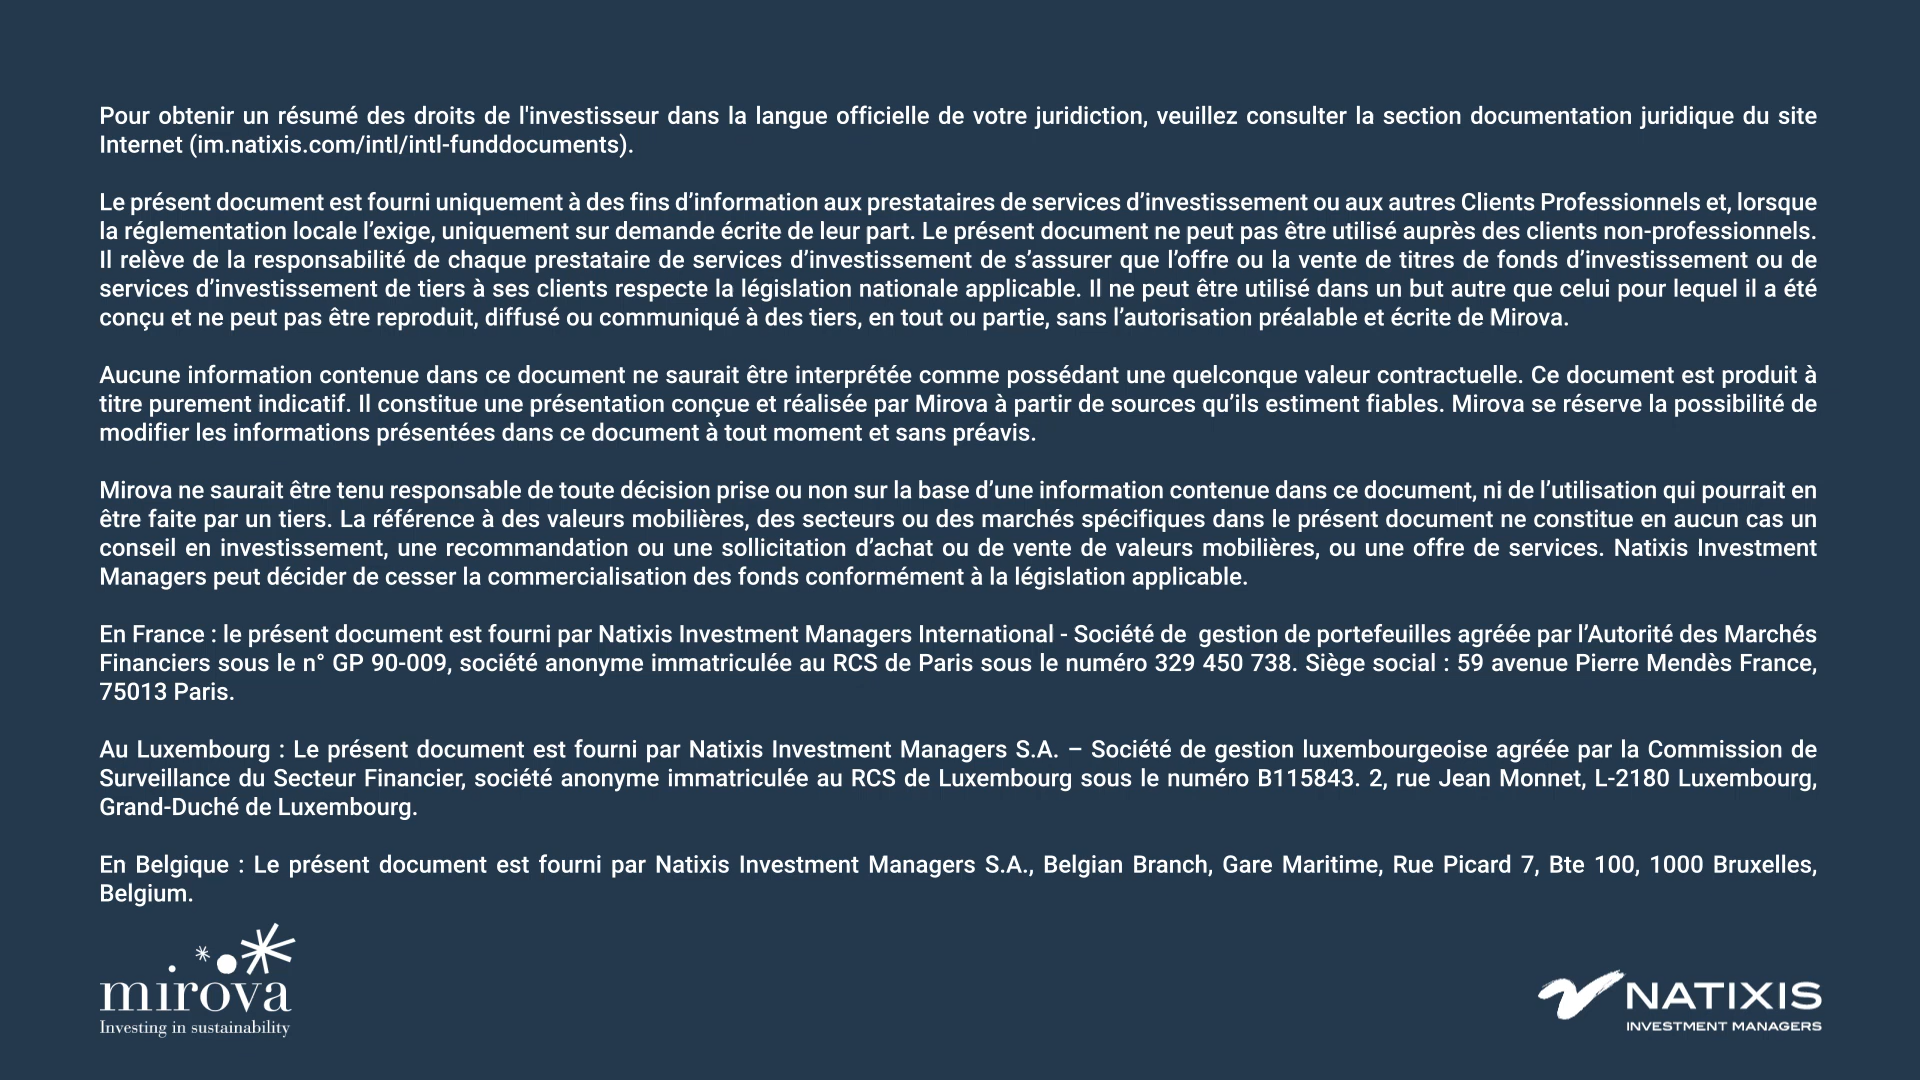 Pour obtenir un résumé des droits de l'investisseur dans la langue officielle de votre juridiction, veuillez consulter la section documentation juridique du site
Internet (im.natixis.com/intl/intl-funddocuments).
Le présent document est fourni uniquement à des fins d’information aux prestataires de services d’investissement ou aux autres Clients Professionnels et, lorsque
la réglementation locale l’exige, uniquement sur demande écrite de leur part. Le présent document ne peut pas être utilisé auprès des clients non-professionnels.
Il relève de la responsabilité de chaque prestataire de services d’investissement de s’assurer que l’offre ou la vente de titres de fonds d’investissement ou de
services d’investissement de tiers à ses clients respecte la législation nationale applicable. Il ne peut être utilisé dans un but autre que celui pour lequel il a été
conçu et ne peut pas être reproduit, diffusé ou communiqué à des tiers, en tout ou partie, sans l’autorisation préalable et écrite de Mirova.
Aucune information contenue dans ce document ne saurait être interprétée comme possédant une quelconque valeur contractuelle. Ce document est produit à
titre purement indicatif. Il constitue une présentation conçue et réalisée par Mirova à partir de sources qu’ils estiment fiables. Mirova se réserve la possibilité de
modifier les informations présentées dans ce document à tout moment et sans préavis.
Mirova ne saurait être tenu responsable de toute décision prise ou non sur la base d’une information contenue dans ce document, ni de l’utilisation qui pourrait en
être faite par un tiers. La référence à des valeurs mobilières, des secteurs ou des marchés spécifiques dans le présent document ne constitue en aucun cas un
conseil en investissement, une recommandation ou une sollicitation d’achat ou de vente de valeurs mobilières, ou une offre de services. Natixis Investment
Managers peut décider de cesser la commercialisation des fonds conformément à la législation applicable.
En France : le présent document est fourni par Natixis Investment Managers International - Société de gestion de portefeuilles agréée par l’Autorité des Marchés
Financiers sous le n° GP 90-009, société anonyme immatriculée au RCS de Paris sous le numéro 329 450 738. Siège social : 59 avenue Pierre Mendès France,
75013 Paris.
Au Luxembourg : Le présent document est fourni par Natixis Investment Managers S.A. – Société de gestion luxembourgeoise agréée par la Commission de
Surveillance du Secteur Financier, société anonyme immatriculée au RCS de Luxembourg sous le numéro B115843. 2, rue Jean Monnet, L-2180 Luxembourg,
Grand-Duché de Luxembourg.
En Belgique : Le présent document est fourni par Natixis Investment Managers S.A., Belgian Branch, Gare Maritime, Rue Picard 7, Bte 100, 1000 Bruxelles,
Belgium.
mirova
Investing in sustainability
NATIXIS
INVESTMENT MANAGERS